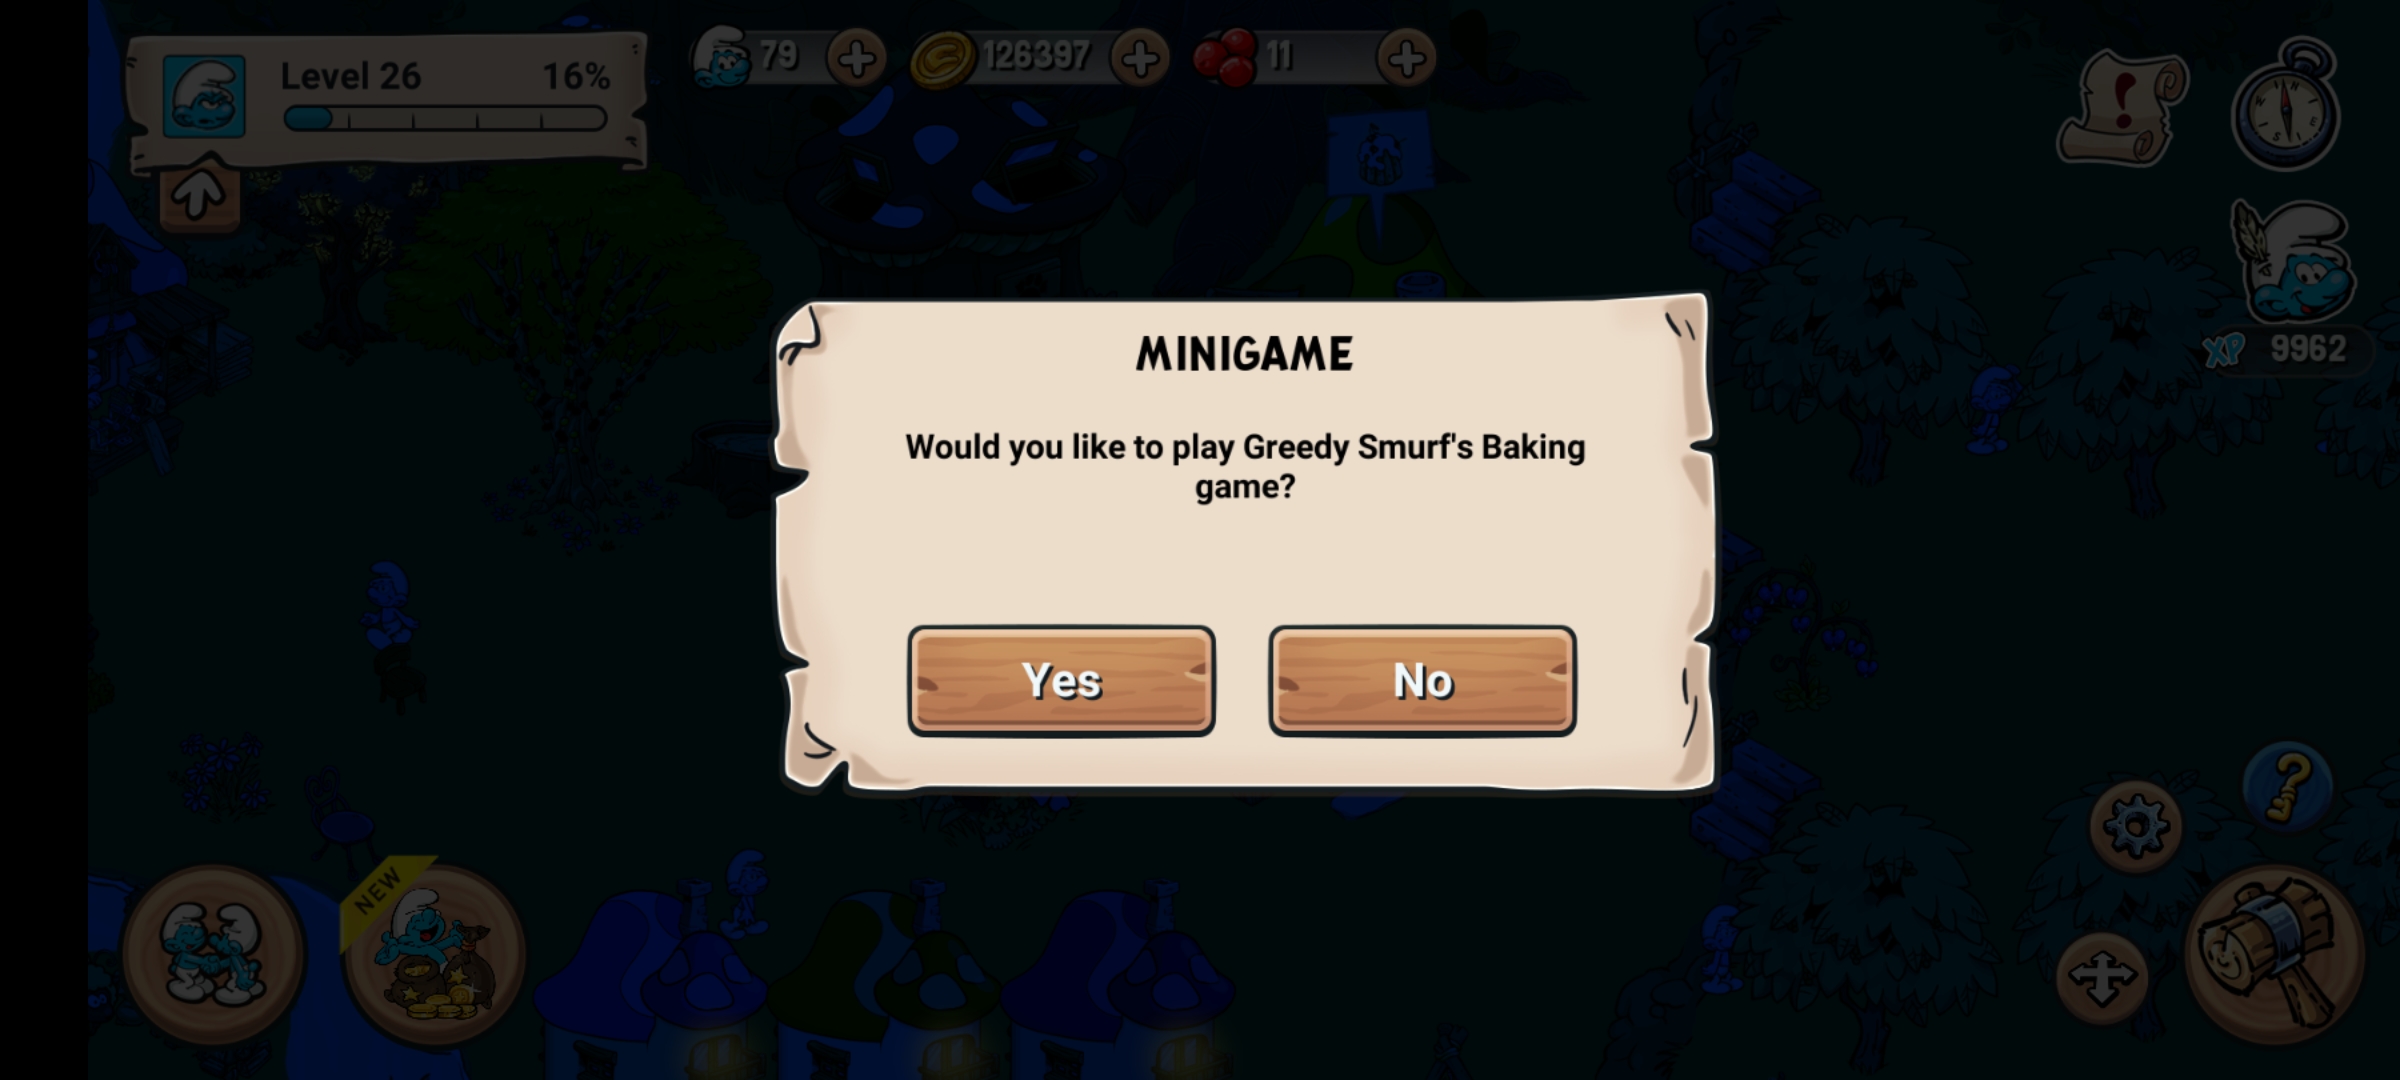 Level 26 16%
79
126397
11
XP 9962
MINIGAME
Would you like to play Greedy Smurf's Baking
game?
Yes
No
NEW